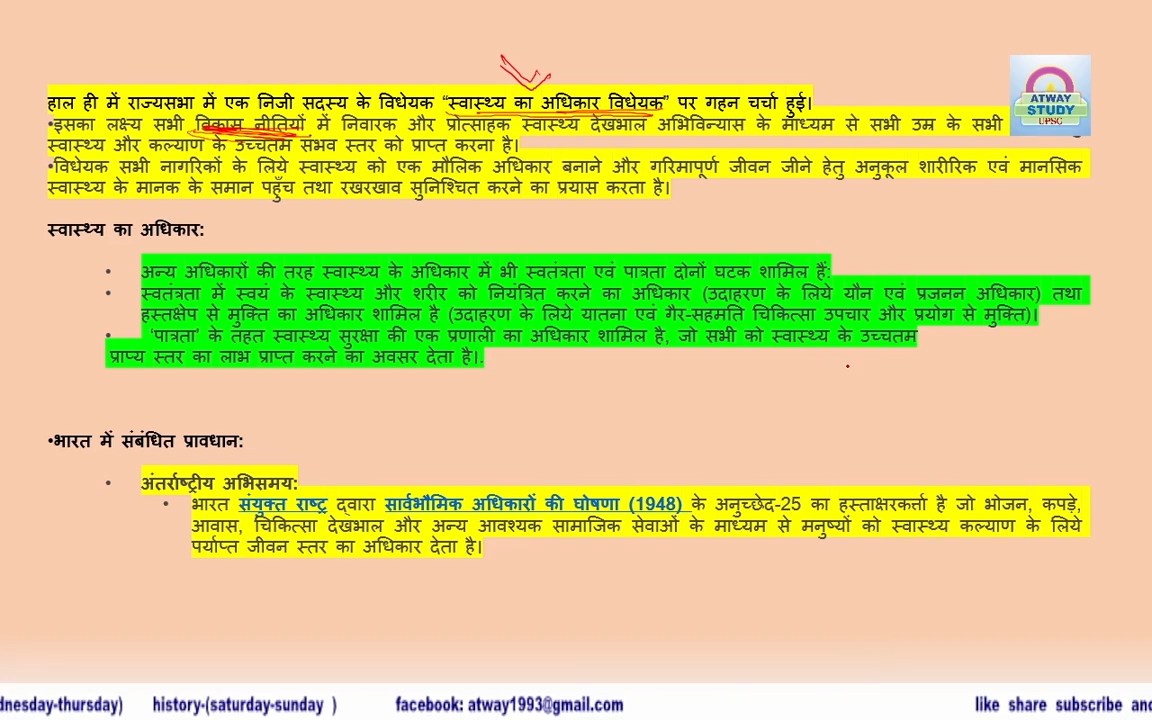 हाल ही में राज्यसभा में एक निजी सदस्य के विधेयक “स्वास्थ्य का अधिकार विधेयक” पर गहन चर्चा हुई।
ATWAY
STUDY
UPSC
•इसका लक्ष्य सभी विकास नीतियों में निवारक और प्रोत्साहक स्वास्थ्य देखभाल अभिविन्यास के माध्यम से सभी उम्र के सभी
स्वास्थ्य और कल्याण के उच्चतम संभव स्तर को प्राप्त करना है।
•विधेयक सभी नागरिकों के लिये स्वास्थ्य को एक मौलिक अधिकार बनाने और गरिमापूर्ण जीवन जीने हेतु अनुकूल शारीरिक एवं मानसिक
स्वास्थ्य के मानक के समान पहुँच तथा रखरखाव सुनिश्चित करने का प्रयास करता है।
स्वास्थ्य का अधिकार:
• अन्य अधिकारों की तरह स्वास्थ्य के अधिकार में भी स्वतंत्रता एवं पात्रता दोनों घटक शामिल हैं:
• स्वतंत्रता में स्वयं के स्वास्थ्य और शरीर को नियंत्रित करने का अधिकार (उदाहरण के लिये यौन एवं प्रजनन अधिकार) तथा
हस्तक्षेप से मुक्ति का अधिकार शामिल है (उदाहरण के लिये यातना एवं गैर-सहमति चिकित्सा उपचार और प्रयोग से मुक्ति)।
• ‘पात्रता’ के तहत स्वास्थ्य सुरक्षा की एक प्रणाली का अधिकार शामिल है, जो सभी को स्वास्थ्य के उच्चतम
प्राप्य स्तर का लाभ प्राप्त करने का अवसर देता है।.
•भारत में संबंधित प्रावधान:
• अंतर्राष्ट्रीय अभिसमय:
• भारत संयुक्त राष्ट्र द्वारा सार्वभौमिक अधिकारों की घोषणा (1948) के अनुच्छेद-25 का हस्ताक्षरकर्त्ता है जो भोजन, कपड़े,
आवास, चिकित्सा देखभाल और अन्य आवश्यक सामाजिक सेवाओं के माध्यम से मनुष्यों को स्वास्थ्य कल्याण के लिये
पर्याप्त जीवन स्तर का अधिकार देता है।
dnesday-thursday) history-(saturday-sunday ) facebook: atway1993@gmail.com like share subscribe and